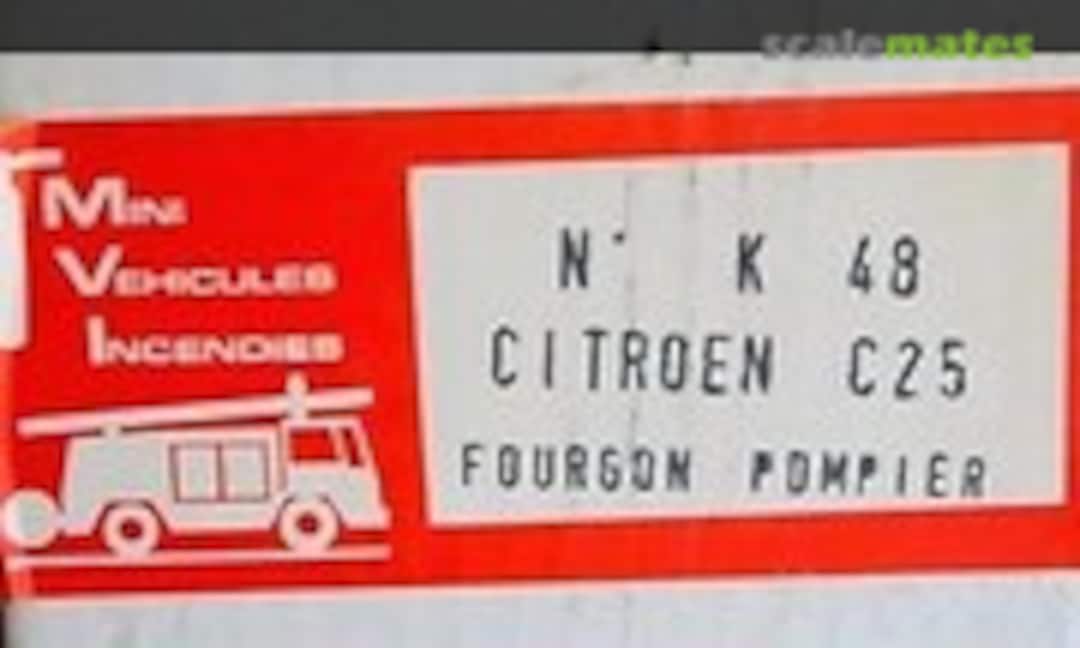 scalemates
Mini
Vehicules
Incendies
N° K 48
CITROEN C25
FOURGON POMPIER